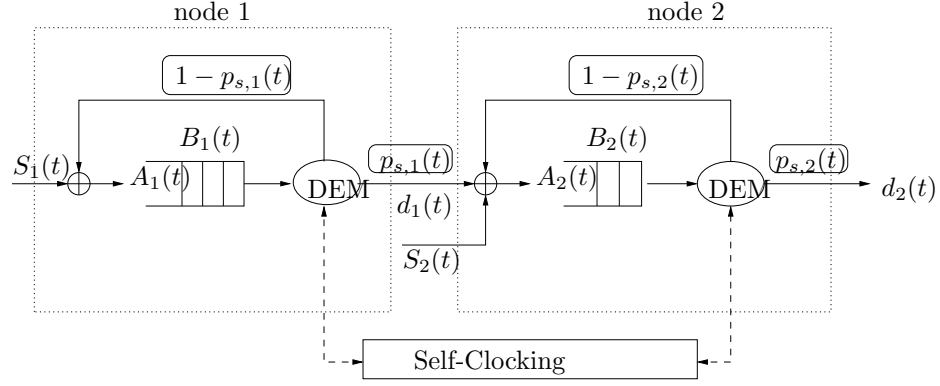 node 1
node 2
1 − p_{s,1}(t)
1 − p_{s,2}(t)
B_1(t)
B_2(t)
S_1(t)
A_1(t)
DEM
p_{s,1}(t)
d_1(t)
A_2(t)
DEM
p_{s,2}(t)
d_2(t)
S_2(t)
Self-Clocking